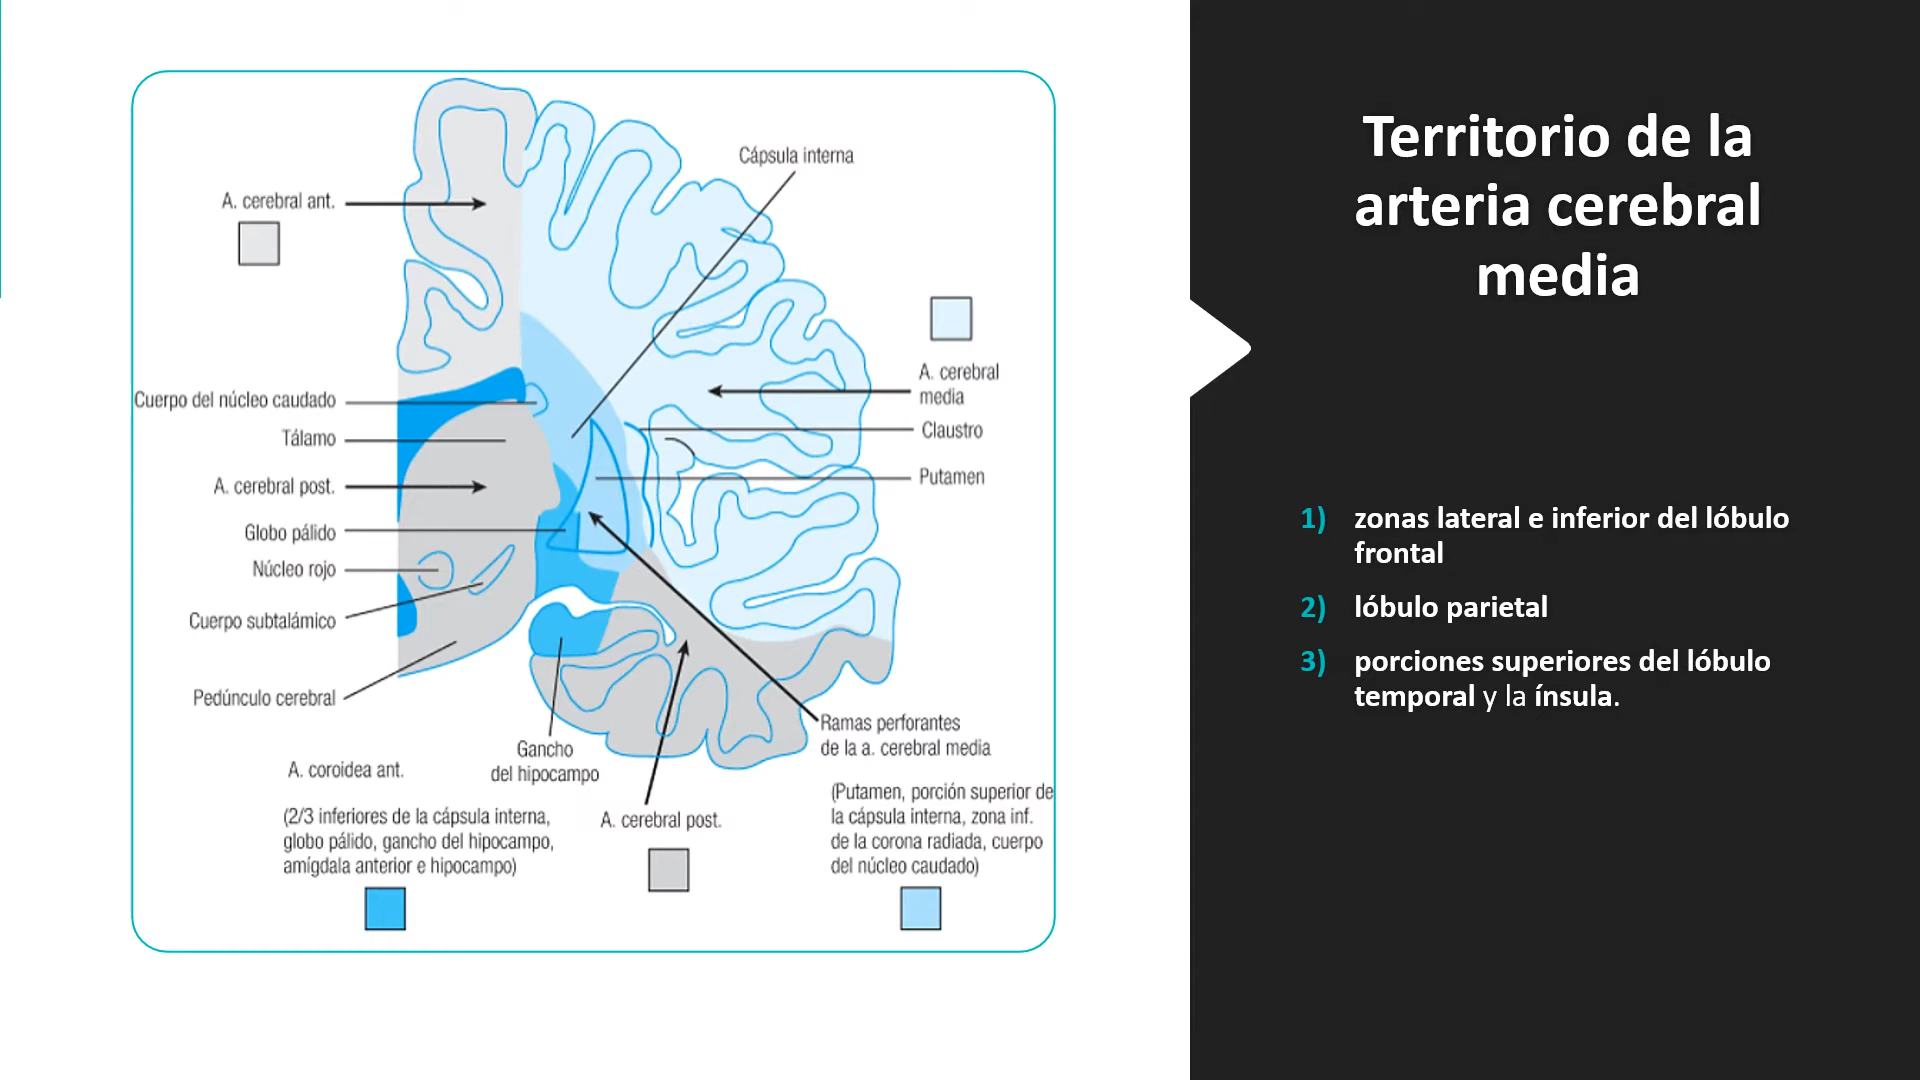 Cápsula interna
A. cerebral ant.
A. cerebral
media
Cuerpo del núcleo caudado
Claustro
Tálamo
Putamen
A. cerebral post.
Globo pálido
Núcleo rojo
Cuerpo subtalámico
Pedúnculo cerebral
Ramas perforantes
de la a. cerebral media
Gancho
del hipocampo
A. coroidea ant.
(2/3 inferiores de la cápsula interna,
globo pálido, gancho del hipocampo,
amígdala anterior e hipocampo)
A. cerebral post.
(Putamen, porción superior de
la cápsula interna, zona inf.
de la corona radiada, cuerpo
del núcleo caudado)
Territorio de la
arteria cerebral
media
1) zonas lateral e inferior del lóbulo
frontal
2) lóbulo parietal
3) porciones superiores del lóbulo
temporal y la ínsula.